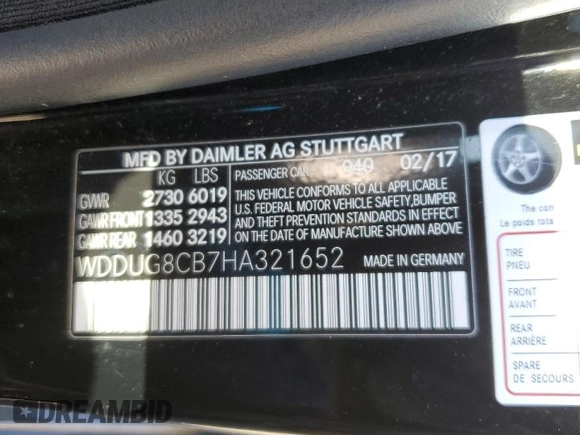 MFD BY DAIMLER AG STUTTGART
KG LBS PASSENGER CAR 040 02/17
GVWR 2730 6019
GAWR FRONT 1335 2943
GAWR REAR 1460 3219
THIS VEHICLE CONFORMS TO ALL APPLICABLE
U.S. FEDERAL MOTOR VEHICLE SAFETY, BUMPER
AND THEFT PREVENTION STANDARDS IN EFFECT
ON THE DATE OF MANUFACTURE SHOWN ABOVE
WDDUG8CB7HA321652 MADE IN GERMANY
Le poids tota
TIRE
PNEU
FRONT
AVANT
REAR
ARRIÈRE
SPARE
DE SECOURS
DREAMBID